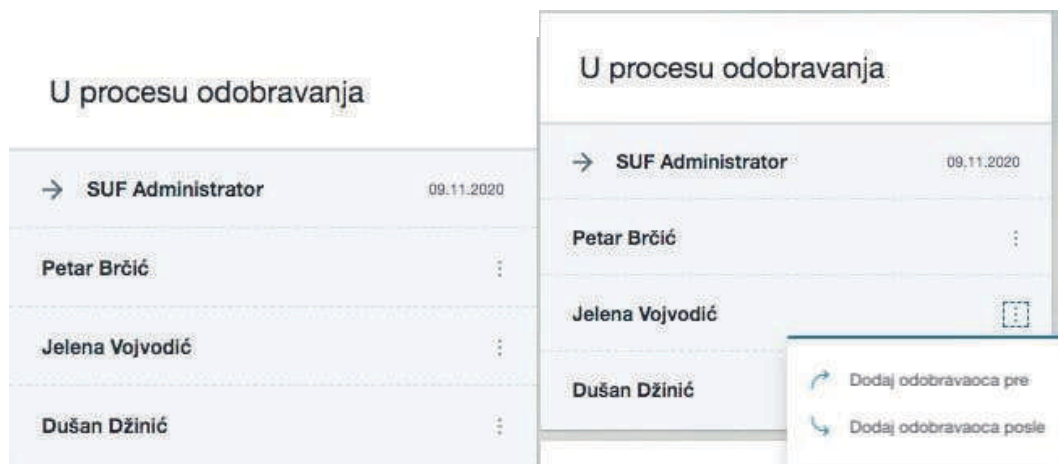 U procesu odobravanja
SUF Administrator 09.11.2020
Petar Brčić
Jelena Vojvodić
Dušan Džinić
U procesu odobravanja
SUF Administrator 09.11.2020
Petar Brčić
Jelena Vojvodić
Dušan Džinić
Dodaj odobravaoca pre
Dodaj odobravaoca posle